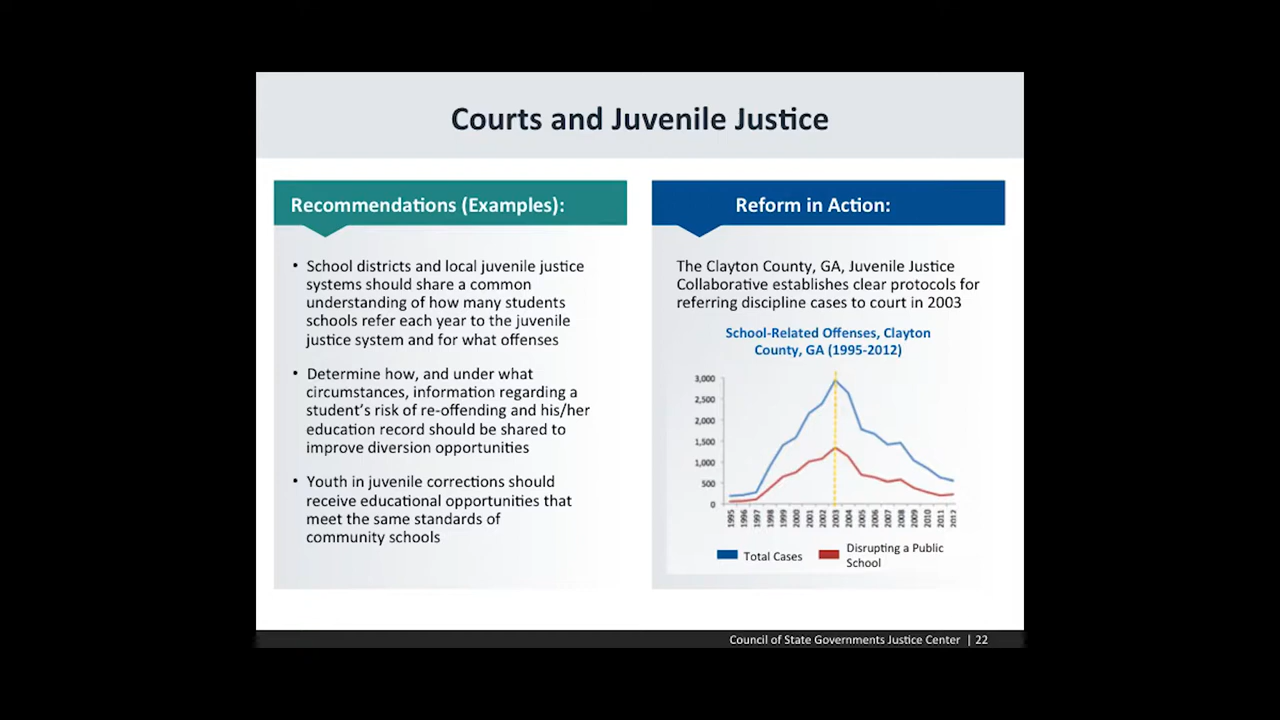 Courts and Juvenile Justice
Recommendations (Examples):
• School districts and local juvenile justice
systems should share a common
understanding of how many students
schools refer each year to the juvenile
justice system and for what offenses
• Determine how, and under what
circumstances, information regarding a
student's risk of re-offending and his/her
education record should be shared to
improve diversion opportunities
• Youth in juvenile corrections should
receive educational opportunities that
meet the same standards of
community schools
Reform in Action:
The Clayton County, GA, Juvenile Justice
Collaborative establishes clear protocols for
referring discipline cases to court in 2003
School-Related Offenses, Clayton
County, GA (1995-2012)
3,000
2,500
2,000
1,500
1,000
500
0
1995 1996 1997 1998 1999 2000 2001 2002 2003 2004 2005 2006 2007 2008 2009 2010 2011 2012
Total Cases
Disrupting a Public
School
Council of State Governments Justice Center | 22